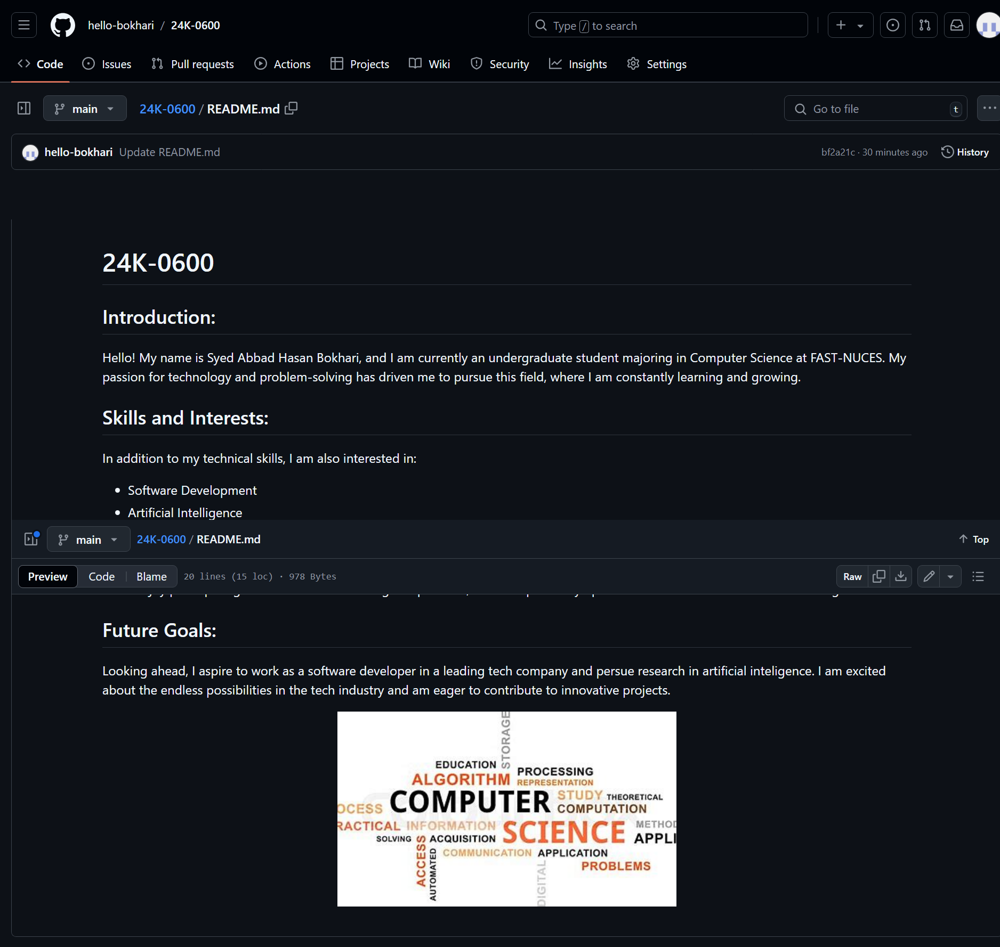 hello-bokhari / 24K-0600
Type / to search
Code Issues Pull requests Actions Projects Wiki Security Insights Settings
main 24K-0600 / README.md
Go to file t
hello-bokhari Update README.md
bf2a21c · 30 minutes ago History
24K-0600
Introduction:
Hello! My name is Syed Abbad Hasan Bokhari, and I am currently an undergraduate student majoring in Computer Science at FAST-NUCES. My
passion for technology and problem-solving has driven me to pursue this field, where I am constantly learning and growing.
Skills and Interests:
In addition to my technical skills, I am also interested in:
Software Development
Artificial Intelligence
main 24K-0600 / README.md
Top
Preview Code Blame 20 lines (15 loc) · 978 Bytes
Raw
Future Goals:
Looking ahead, I aspire to work as a software developer in a leading tech company and persue research in artificial inteligence. I am excited
about the endless possibilities in the tech industry and am eager to contribute to innovative projects.
STORAGE
EDUCATION
PROCESSING
ALGORITHM
REPRESENTATION
COMPUTER
STUDY
THEORETICAL
OCESS
COMPUTATION
RACTICAL
INFORMATION
SCIENCE
METHOD
SOLVING
ACQUISITION
APPLI
ACCESS
AUTOMATED
COMMUNICATION
APPLICATION
PROBLEMS
DIGITAL